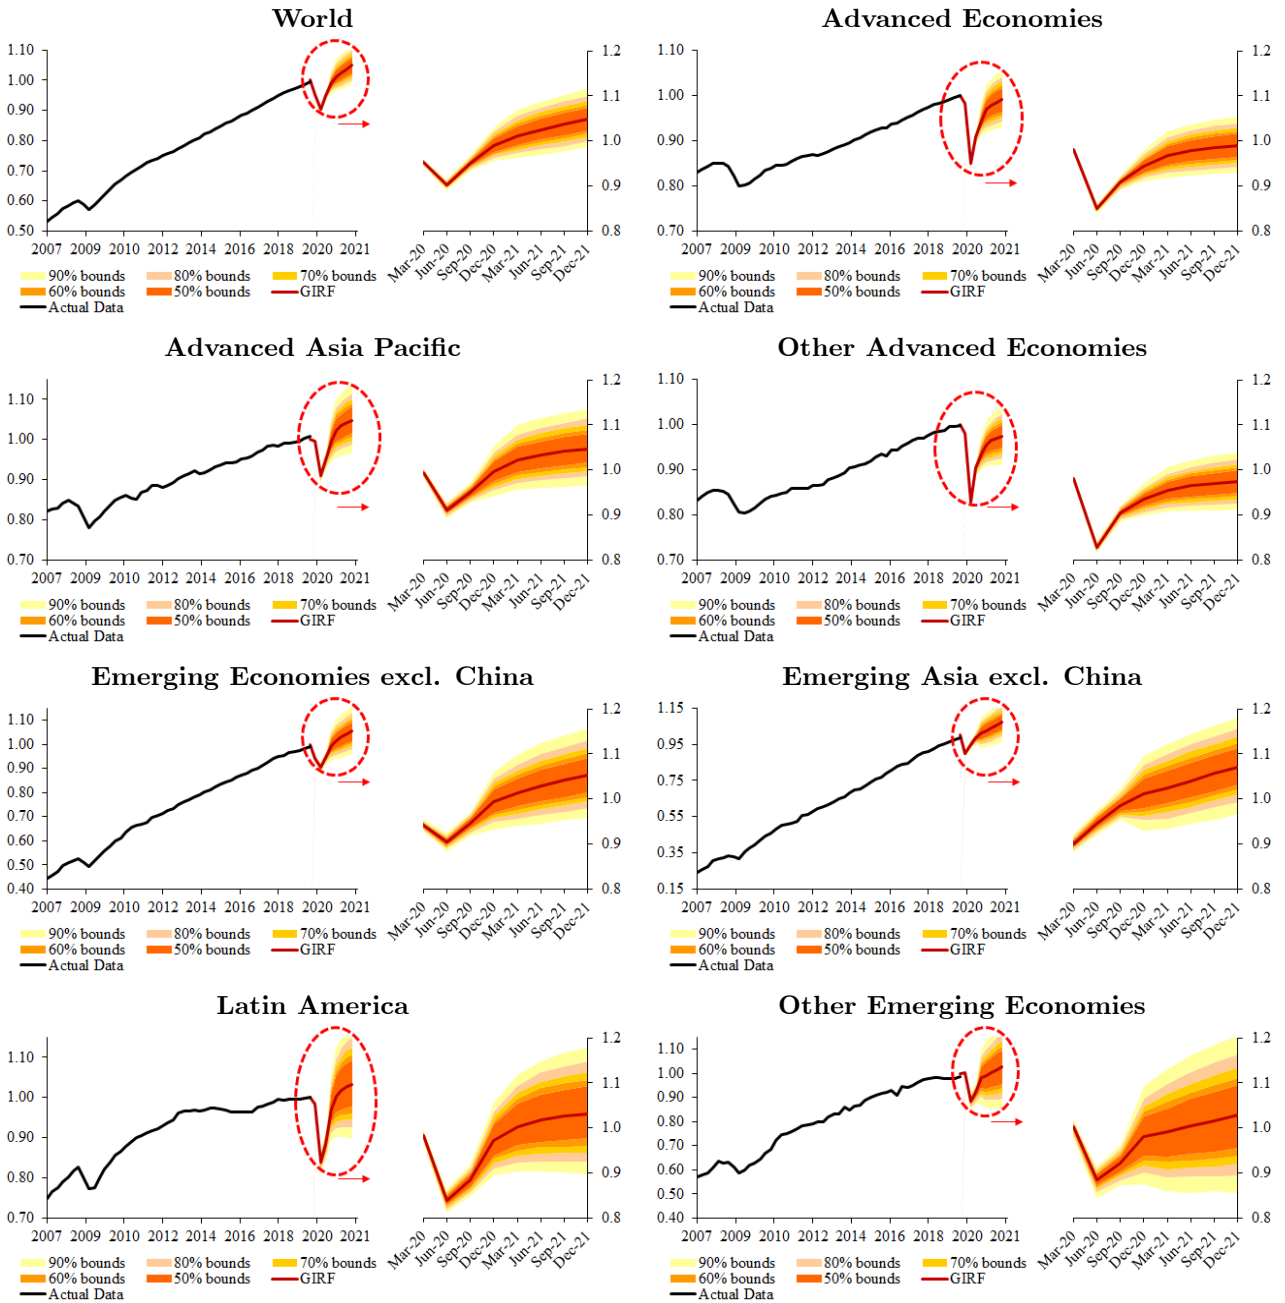 World
Advanced Economies
1.10 1.00 0.90 0.80 0.70 0.60 0.50
2007 2009 2010 2012 2014 2016 2018 2020 2021
1.2 1.1 1.0 0.9 0.8
Mar-20 Jun-20 Sep-20 Dec-20 Mar-21 Jun-21 Sep-21 Dec-21
90% bounds 80% bounds 70% bounds
60% bounds 50% bounds GIRF
Actual Data
1.10 1.00 0.90 0.80 0.70
2007 2009 2010 2012 2014 2016 2018 2020 2021
1.2 1.1 1.0 0.9 0.8
Mar-20 Jun-20 Sep-20 Dec-20 Mar-21 Jun-21 Sep-21 Dec-21
90% bounds 80% bounds 70% bounds
60% bounds 50% bounds GIRF
Actual Data
Advanced Asia Pacific
Other Advanced Economies
1.10 1.00 0.90 0.80 0.70
2007 2009 2010 2012 2014 2016 2018 2020 2021
1.2 1.1 1.0 0.9 0.8
Mar-20 Jun-20 Sep-20 Dec-20 Mar-21 Jun-21 Sep-21 Dec-21
90% bounds 80% bounds 70% bounds
60% bounds 50% bounds GIRF
Actual Data
1.10 1.00 0.90 0.80 0.70
2007 2009 2010 2012 2014 2016 2018 2020 2021
1.2 1.1 1.0 0.9 0.8
Mar-20 Jun-20 Sep-20 Dec-20 Mar-21 Jun-21 Sep-21 Dec-21
90% bounds 80% bounds 70% bounds
60% bounds 50% bounds GIRF
Actual Data
Emerging Economies excl. China
Emerging Asia excl. China
1.10 1.00 0.90 0.80 0.70 0.60 0.50 0.40
2007 2009 2010 2012 2014 2016 2018 2020 2021
1.2 1.1 1.0 0.9 0.8
Mar-20 Jun-20 Sep-20 Dec-20 Mar-21 Jun-21 Sep-21 Dec-21
90% bounds 80% bounds 70% bounds
60% bounds 50% bounds GIRF
Actual Data
1.15 0.95 0.75 0.55 0.35 0.15
2007 2009 2010 2012 2014 2016 2018 2020 2021
1.2 1.1 1.0 0.9 0.8
Mar-20 Jun-20 Sep-20 Dec-20 Mar-21 Jun-21 Sep-21 Dec-21
90% bounds 80% bounds 70% bounds
60% bounds 50% bounds GIRF
Actual Data
Latin America
Other Emerging Economies
1.10 1.00 0.90 0.80 0.70
2007 2009 2010 2012 2014 2016 2018 2020 2021
1.2 1.1 1.0 0.9 0.8
Mar-20 Jun-20 Sep-20 Dec-20 Mar-21 Jun-21 Sep-21 Dec-21
90% bounds 80% bounds 70% bounds
60% bounds 50% bounds GIRF
Actual Data
1.10 1.00 0.90 0.80 0.70 0.60 0.50 0.40
2007 2009 2010 2012 2014 2016 2018 2020 2021
1.2 1.1 1.0 0.9 0.8
Mar-20 Jun-20 Sep-20 Dec-20 Mar-21 Jun-21 Sep-21 Dec-21
90% bounds 80% bounds 70% bounds
60% bounds 50% bounds GIRF
Actual Data